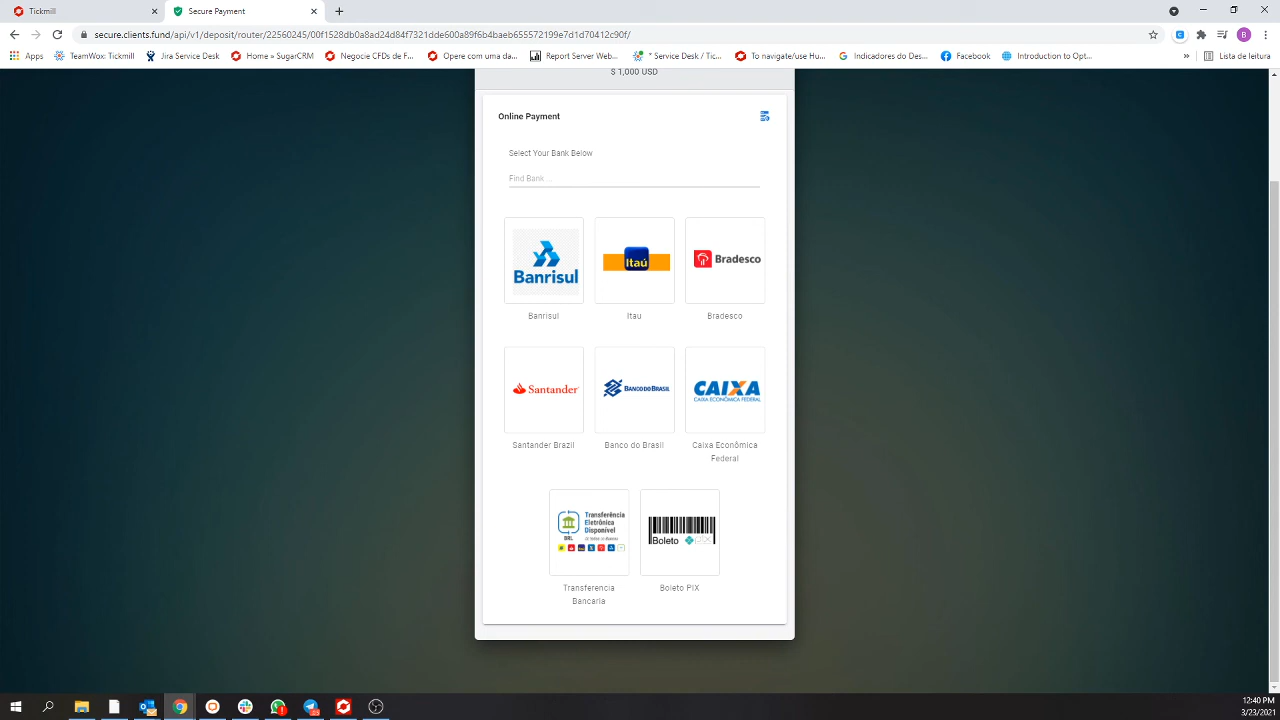 Tickmill
Secure Payment
secure.clients.fund/api/v1/deposit/router/22560245/00f1528db0a8ad24d84f7321dde600a89f6b4baeb655572199e7d1d70412c90f/
Apps
TeamWox: Tickmill
Jira Service Desk
Home » SugarCRM
Negócio CFDs de F...
Opere com uma da...
Report Server Web...
* Service Desk / Tic...
To navigate/use Hu...
Indicadores do Des...
Facebook
Introduction to Opt...
»
Lista de leitura
$ 1,000 USD
Online Payment
Select Your Bank Below
Find Bank ...
Banrisul
Itaú
Bradesco
Banrisul
Itau
Bradesco
Santander
BANCO DO BRASIL
CAIXA
CAIXA ECONÔMICA FEDERAL
Santander Brazil
Banco do Brasil
Caixa Econômica
Federal
Transferência
Eletrônica
Disponível
BRL
Boleto
Transferencia
Bancaria
Boleto PIX
12:40 PM
3/23/2021